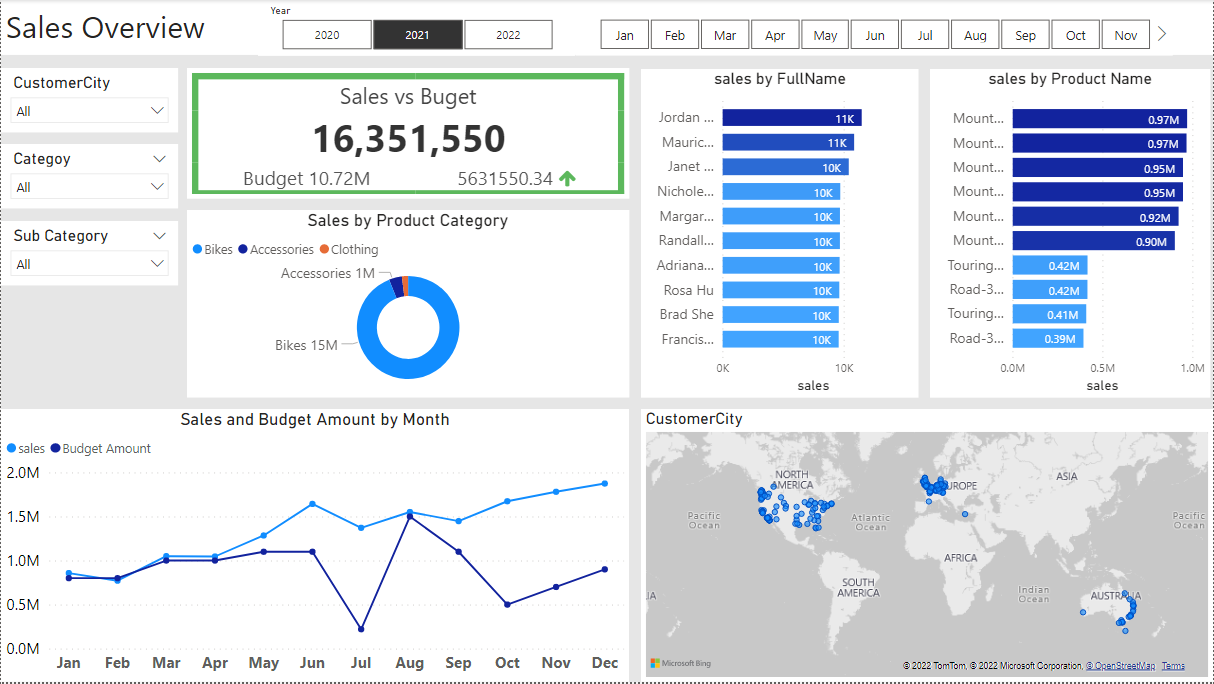 Sales Overview
Year
2020
2021
2022
Jan
Feb
Mar
Apr
May
Jun
Jul
Aug
Sep
Oct
Nov
CustomerCity
All
Categoy
All
Sub Category
All
Sales vs Buget
16,351,550
Budget 10.72M
5631550.34
Sales by Product Category
Bikes Accessories Clothing
Accessories 1M
Bikes 15M
sales by FullName
Jordan ... 11K
Mauric... 11K
Janet ... 10K
Nichole... 10K
Margar... 10K
Randall... 10K
Adriana... 10K
Rosa Hu 10K
Brad She 10K
Francis... 10K
0K 10K
sales
sales by Product Name
Mount... 0.97M
Mount... 0.97M
Mount... 0.95M
Mount... 0.95M
Mount... 0.92M
Mount... 0.90M
Touring... 0.42M
Road-3... 0.42M
Touring... 0.41M
Road-3... 0.39M
0.0M 0.5M 1.0M
sales
Sales and Budget Amount by Month
sales Budget Amount
2.0M
1.5M
1.0M
0.5M
0.0M
Jan Feb Mar Apr May Jun Jul Aug Sep Oct Nov Dec
CustomerCity
NORTH
AMERICA
EUROPE
ASIA
Pacific
Ocean
Atlantic
Ocean
Pacific
Ocean
AFRICA
SOUTH
AMERICA
Indian
Ocean
AUSTRALIA
IA
Microsoft Bing
© 2022 TomTom, © 2022 Microsoft Corporation, © OpenStreetMap Terms